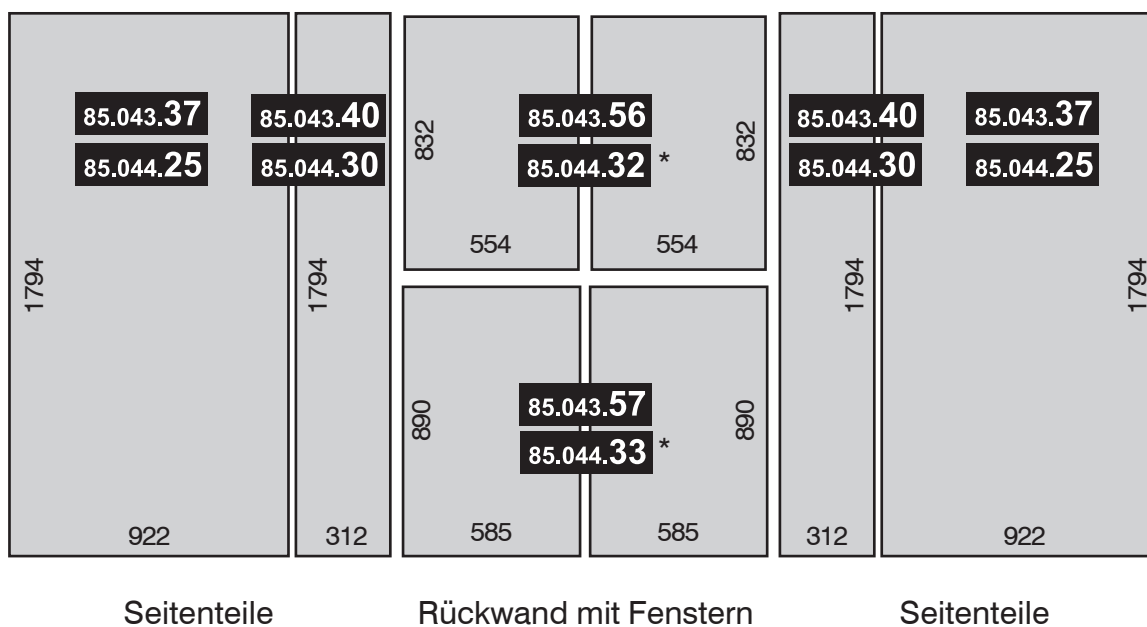 85.043.37 85.043.40 85.043.56 85.043.40 85.043.37
85.044.25 85.044.30 85.044.32 * 85.044.30 85.044.25
832 832
554 554
1794 1794 1794 1794
85.043.57
85.044.33 *
890 890
922 312 585 585 312 922
Seitenteile Rückwand mit Fenstern Seitenteile